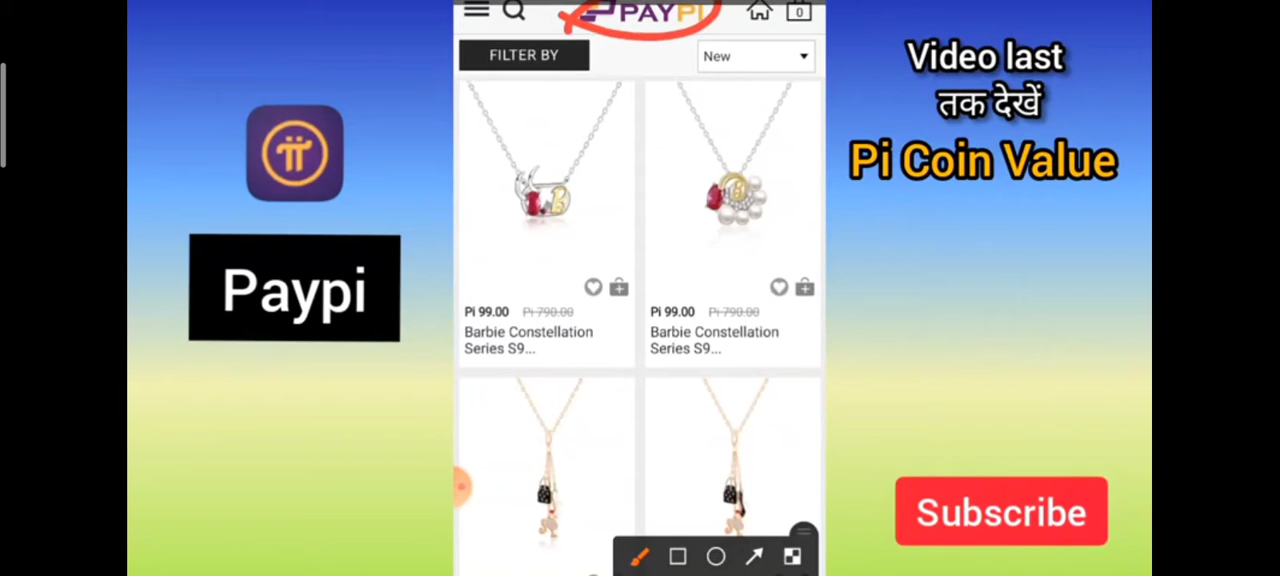 Paypi
PAYPI
0
FILTER BY
New
Pi 99.00 Pi 790.00
Barbie Constellation
Series S9...
Pi 99.00 Pi 790.00
Barbie Constellation
Series S9...
Video last
तक देखें
Pi Coin Value
Subscribe